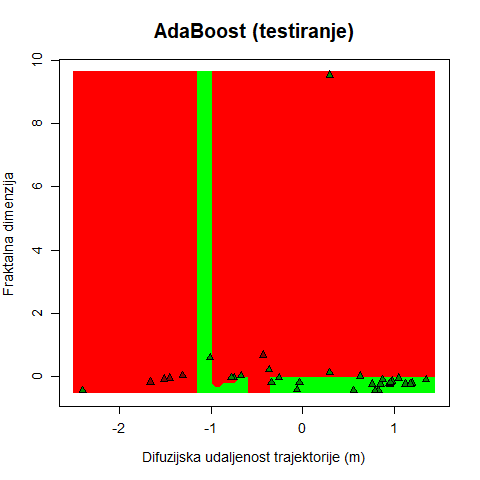 AdaBoost (testiranje)
10
8
6
4
2
0
Fraktalna dimenzija
-2 -1 0 1
Difuzijska udaljenost trajektorije (m)